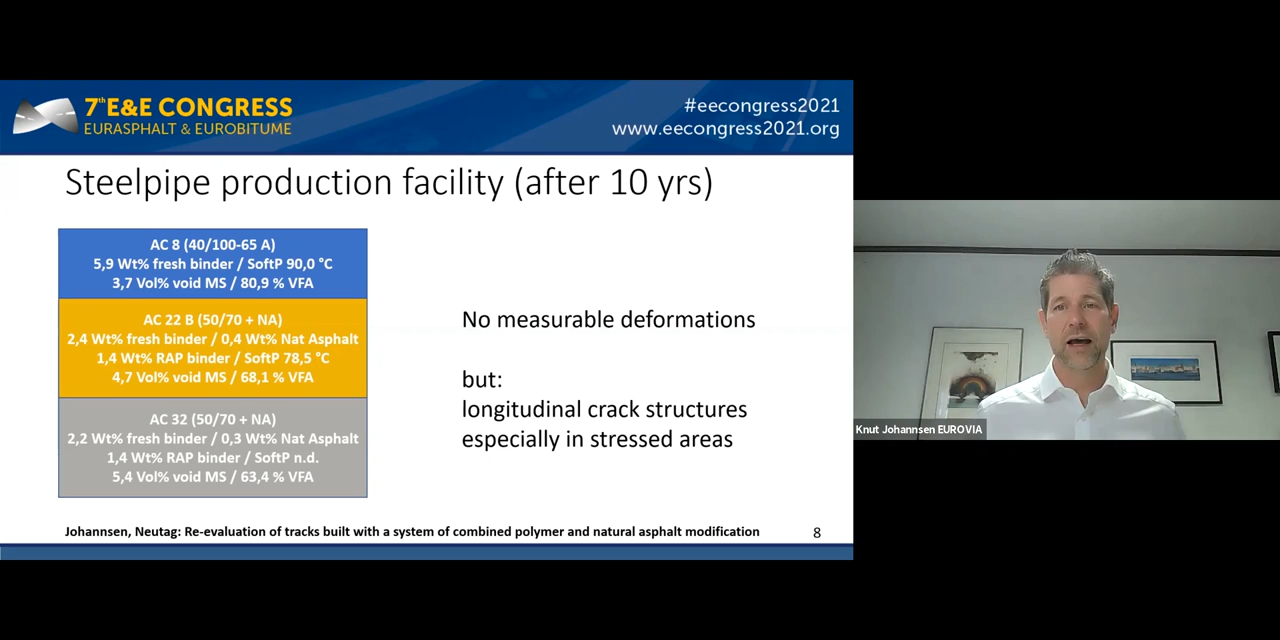 7th E&E CONGRESS
EURASPHALT & EUROBITUME
#eecongress2021
www.eecongress2021.org
Steelpipe production facility (after 10 yrs)
AC 8 (40/100-65 A)
5,9 Wt% fresh binder / SoftP 90,0 °C
3,7 Vol% void MS / 80,9 % VFA
AC 22 B (50/70 + NA)
2,4 Wt% fresh binder / 0,4 Wt% Nat Asphalt
1,4 Wt% RAP binder / SoftP 78,5 °C
4,7 Vol% void MS / 68,1 % VFA
AC 32 (50/70 + NA)
2,2 Wt% fresh binder / 0,3 Wt% Nat Asphalt
1,4 Wt% RAP binder / SoftP n.d.
5,4 Vol% void MS / 63,4 % VFA
No measurable deformations
but:
longitudinal crack structures
especially in stressed areas
Johannsen, Neutag: Re-evaluation of tracks built with a system of combined polymer and natural asphalt modification
8
Knut Johannsen EUROVIA